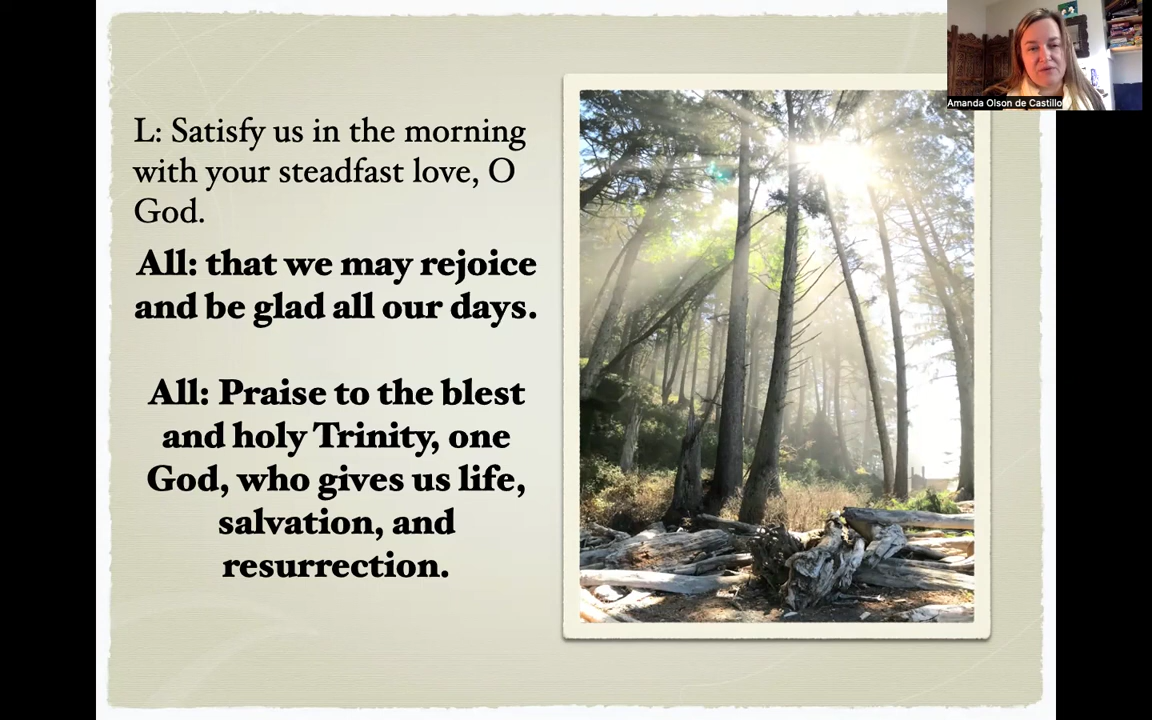 L: Satisfy us in the morning
with your steadfast love, O
God.
All: that we may rejoice
and be glad all our days.
All: Praise to the blest
and holy Trinity, one
God, who gives us life,
salvation, and
resurrection.
Amanda Olson de Castillo